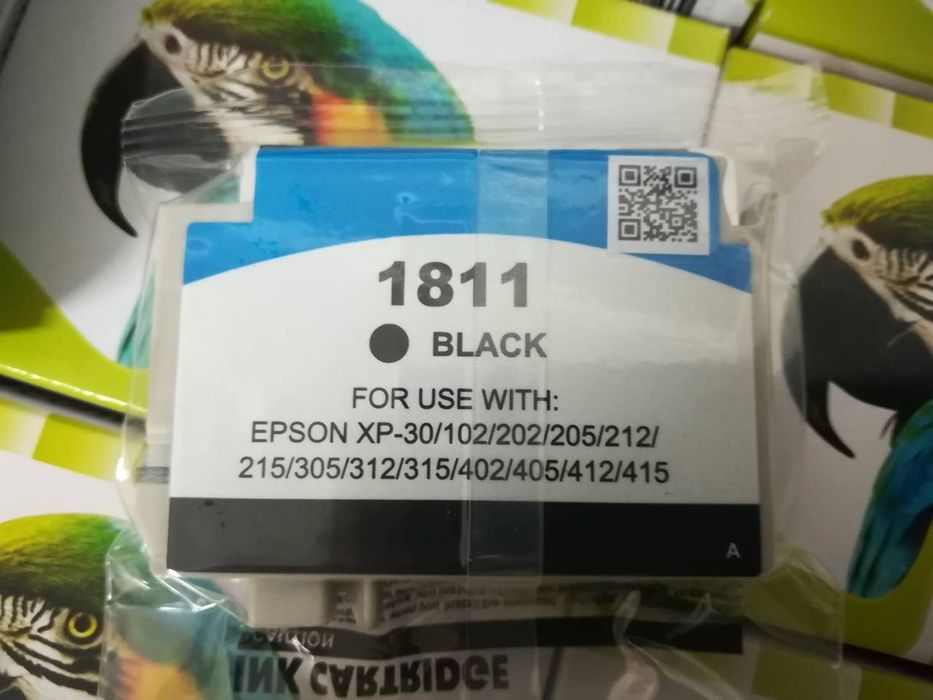 1811
BLACK
FOR USE WITH:
EPSON XP-30/102/202/205/212/
215/305/312/315/402/405/412/415
A
CAUTION
INK CARTRIDGE